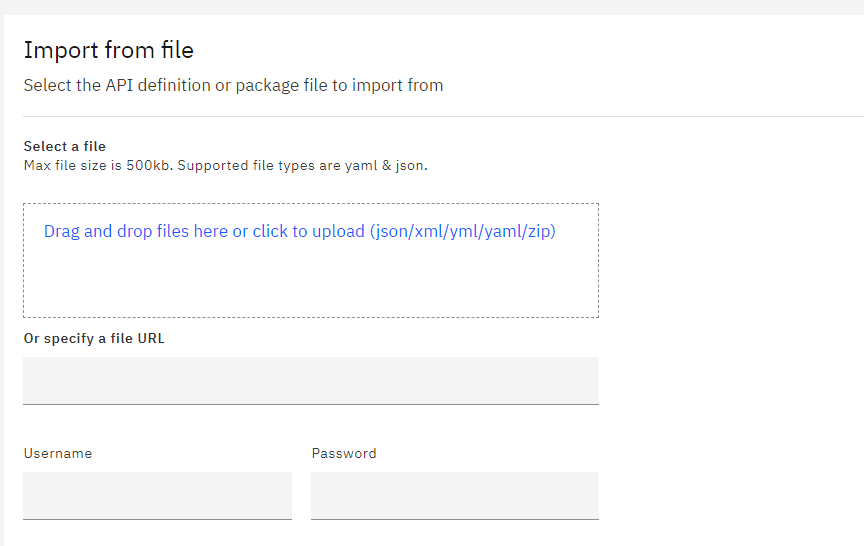 Import from file
Select the API definition or package file to import from
Select a file
Max file size is 500kb. Supported file types are yaml & json.
Drag and drop files here or click to upload (json/xml/yml/yaml/zip)
Or specify a file URL
Username Password